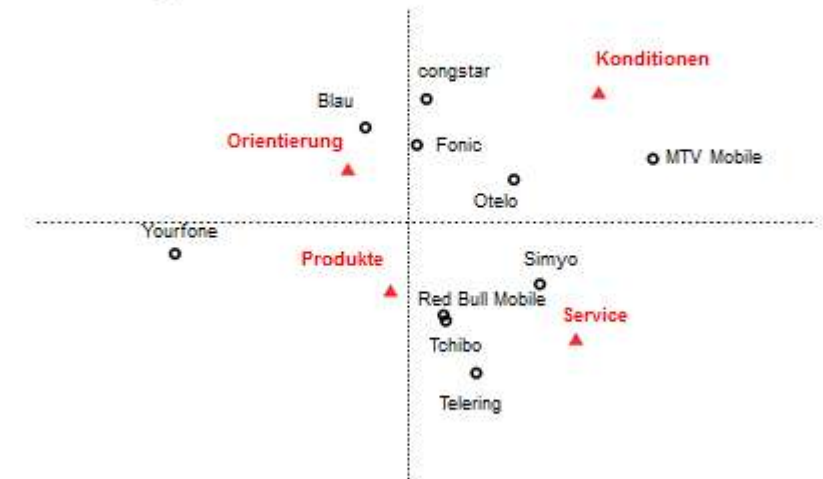 Konditionen
congstar
Blau
Orientierung
Fonic
MTV Mobile
Otelo
Yourfone
Produkte
Simyo
Red Bull Mobile
Service
Tchibo
Telering